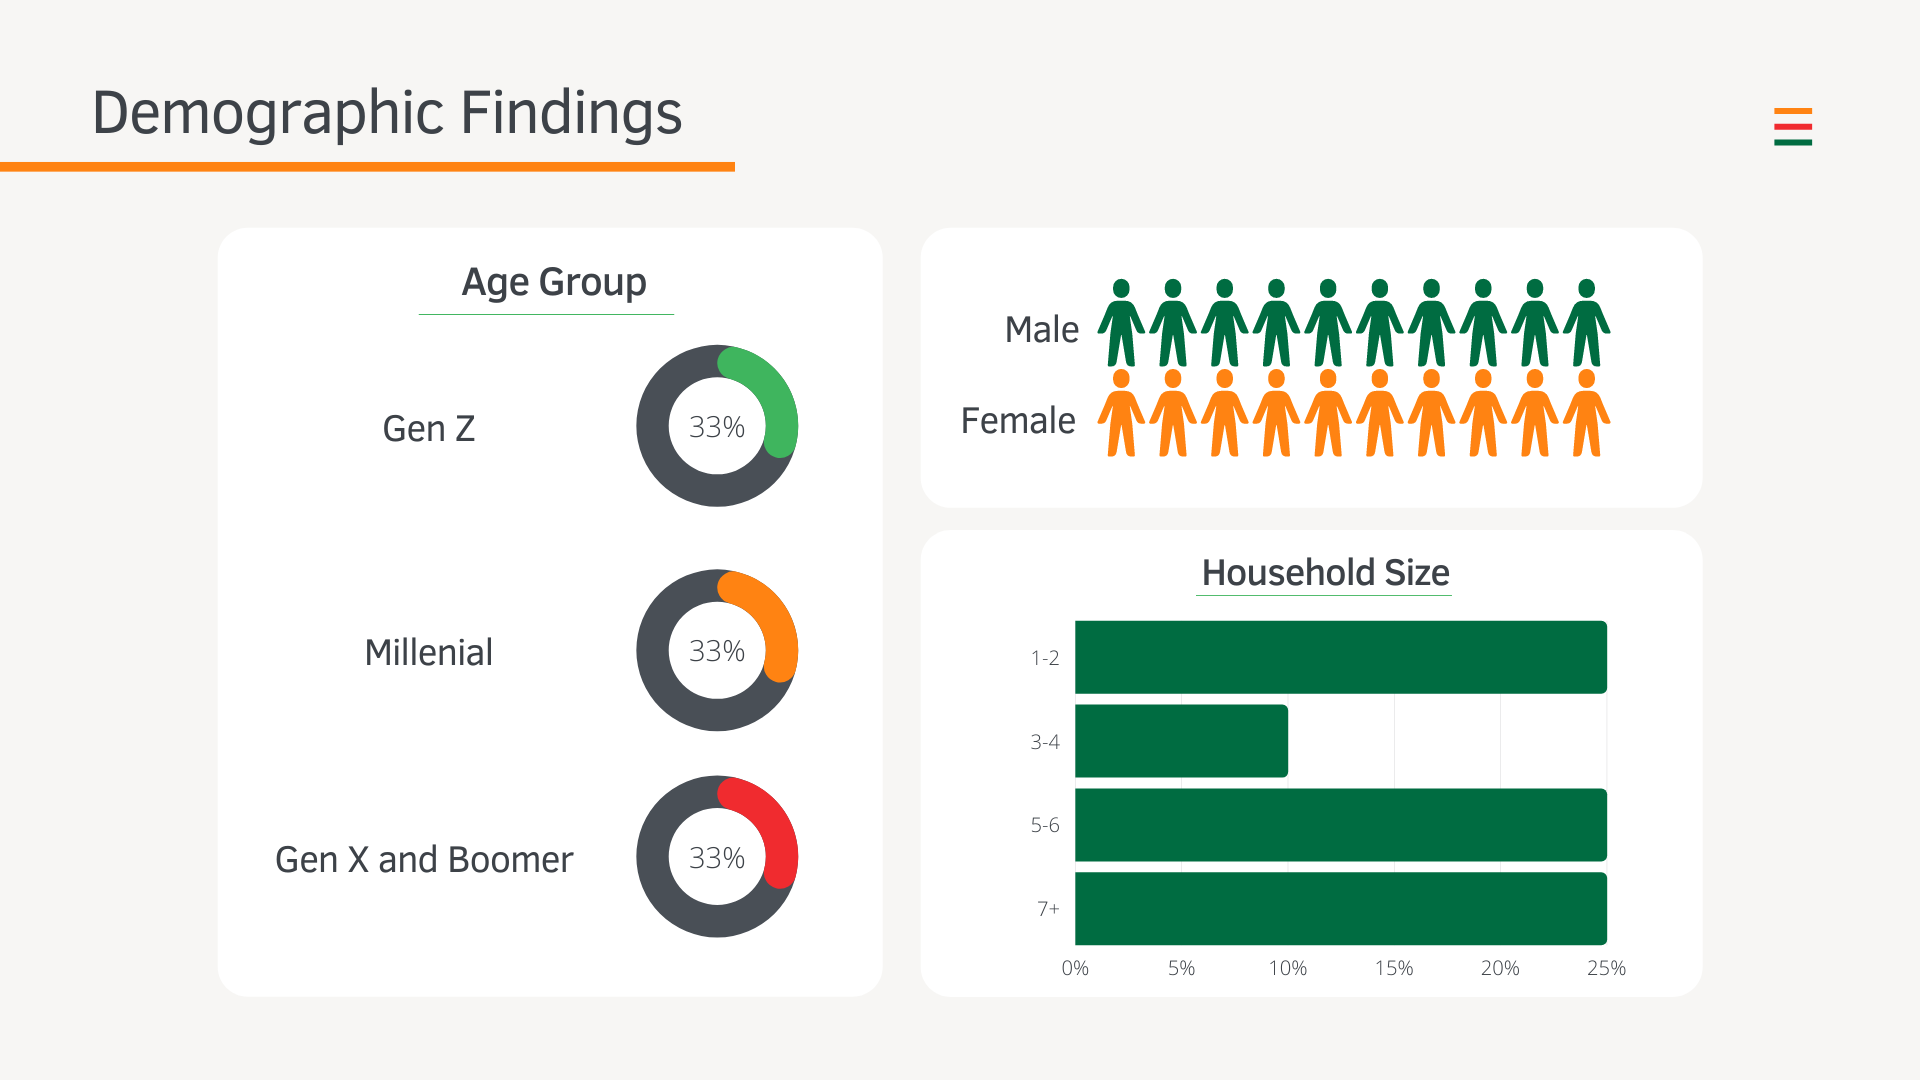 Demographic Findings
Age Group
Gen Z
33%
Millenial
33%
Gen X and Boomer
33%
Male
Female
Household Size
1-2
3-4
5-6
7+
0% 5% 10% 15% 20% 25%